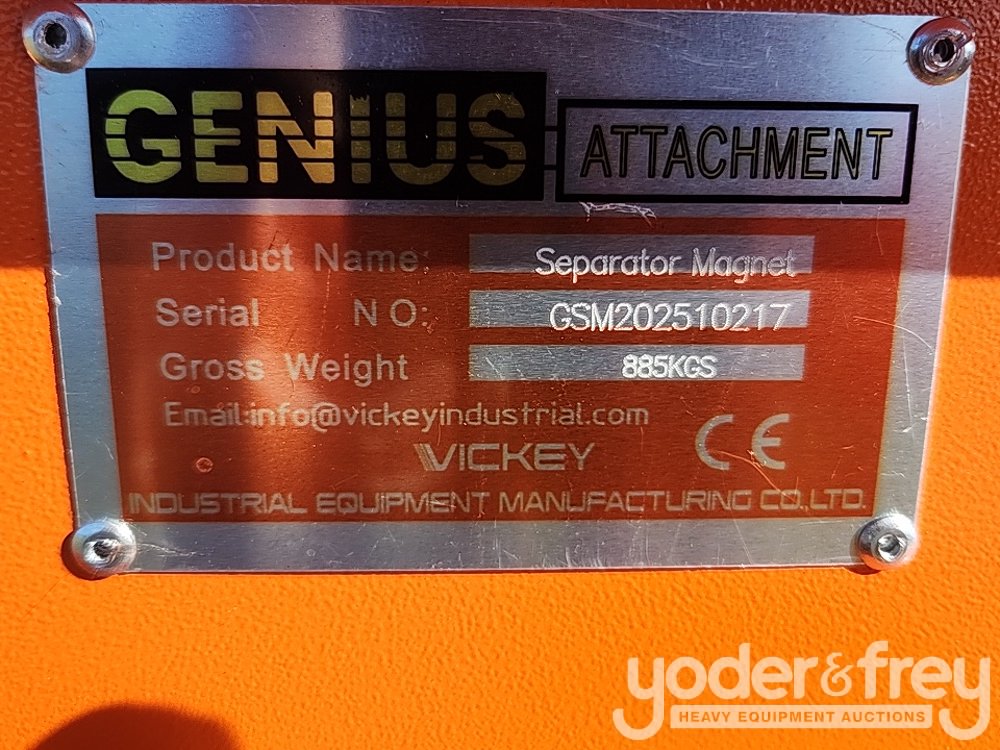 GENIUS ATTACHMENT
Product Name: Separator Magnet
Serial NO: GSM202510217
Gross Weight 885KGS
Email:info@vickeyindustrial.com
VICKEY CE
INDUSTRIAL EQUIPMENT MANUFACTURING CO.,LTD.
yoder&frey
HEAVY EQUIPMENT AUCTIONS